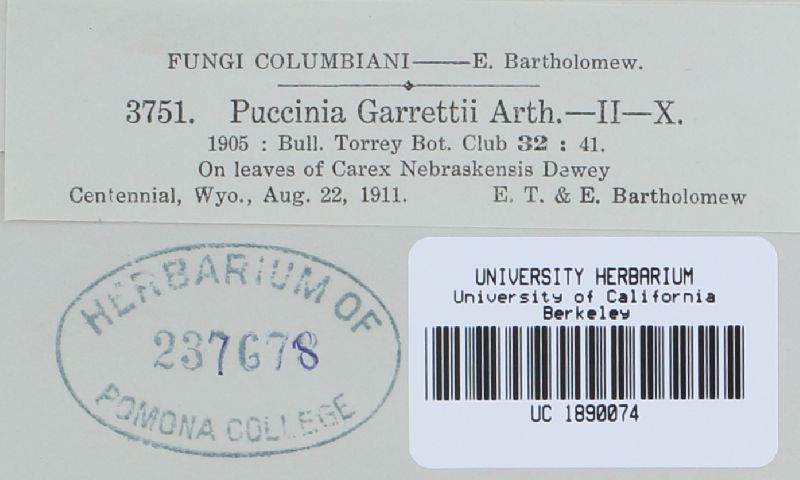 FUNGI COLUMBIANI——E. Bartholomew.
3751. Puccinia Garrettii Arth.—II—X.
1905 : Bull. Torrey Bot. Club 32 : 41.
On leaves of Carex Nebraskensis Dewey
Centennial, Wyo., Aug. 22, 1911. E. T. & E. Bartholomew
HERBARIUM OF
237678
POMONA COLLEGE
UNIVERSITY HERBARIUM
University of California
Berkeley
UC 1890074